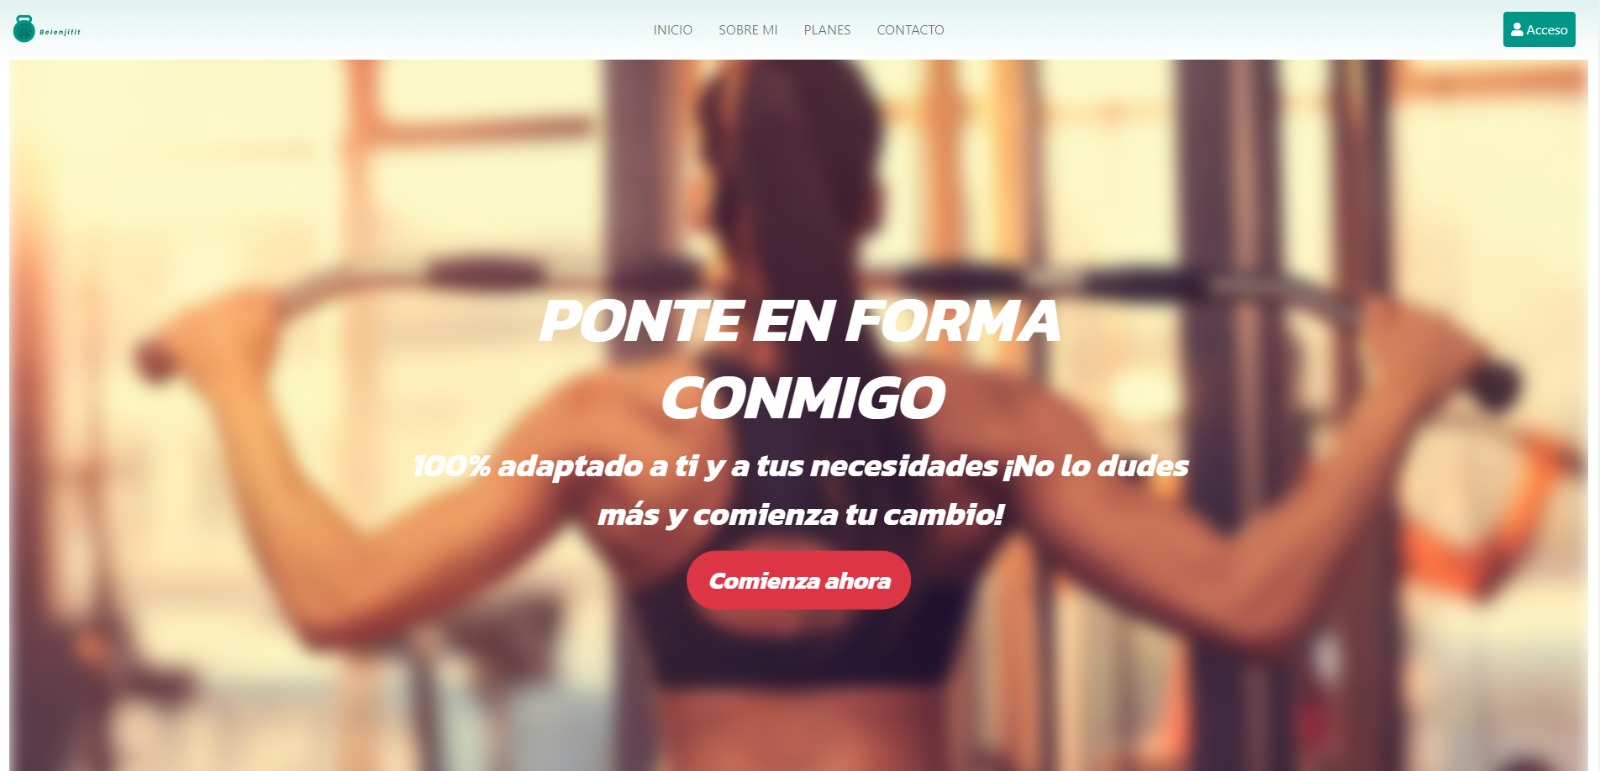 Belenjifit
INICIO SOBRE MI PLANES CONTACTO
Acceso
PONTE EN FORMA
CONMIGO
100% adaptado a ti y a tus necesidades ¡No lo dudes
más y comienza tu cambio!
Comienza ahora